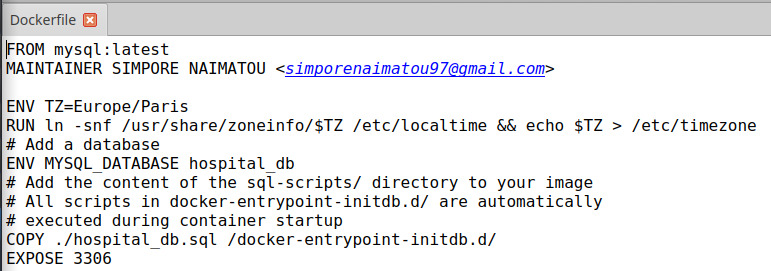 Dockerfile
FROM mysql:latest
MAINTAINER SIMPORE NAIMATOU <simporenaimatou97@gmail.com>
ENV TZ=Europe/Paris
RUN ln -snf /usr/share/zoneinfo/$TZ /etc/localtime && echo $TZ > /etc/timezone
# Add a database
ENV MYSQL_DATABASE hospital_db
# Add the content of the sql-scripts/ directory to your image
# All scripts in docker-entrypoint-initdb.d/ are automatically
# executed during container startup
COPY ./hospital_db.sql /docker-entrypoint-initdb.d/
EXPOSE 3306